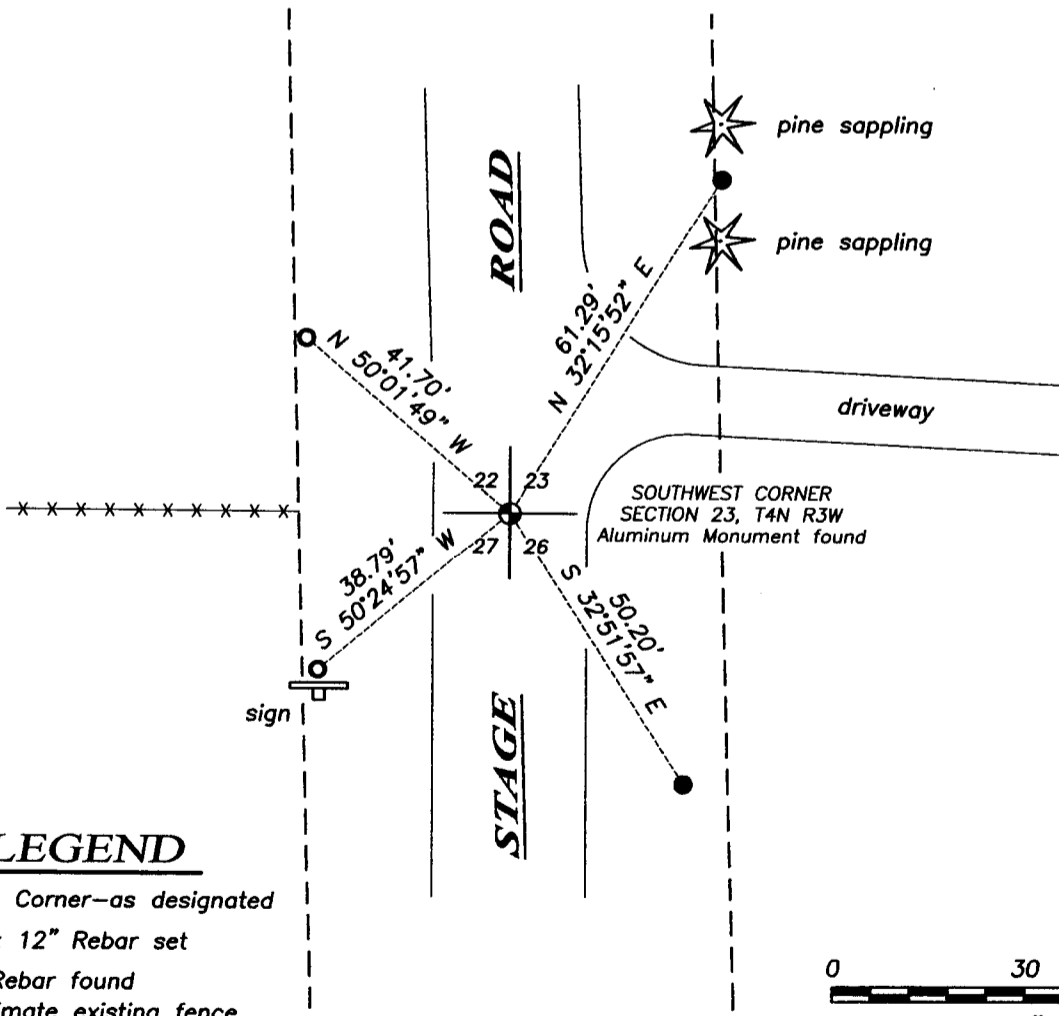 pine sappling
ROAD
pine sappling
61.29'
N 32°15'52" E
41.70'
N 50°01'49" W
driveway
22
23
SOUTHWEST CORNER
SECTION 23, T4N R3W
Aluminum Monument found
27
26
38.79'
S 50°24'57" W
50.20'
S 32°51'57" E
sign
STAGE
LEGEND
Corner-as designated
12" Rebar set
Rebar found
existing fence
0
30